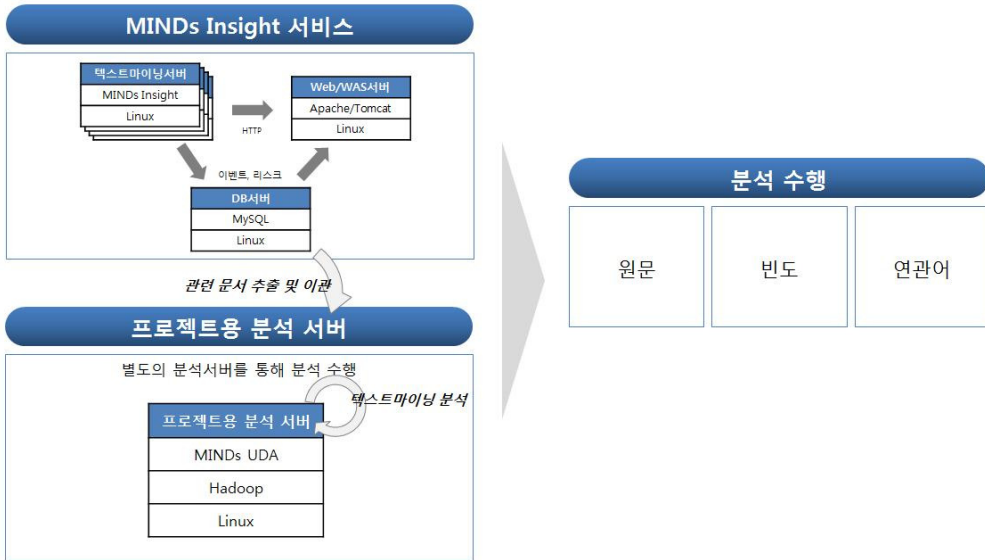 MINDs Insight 서비스
텍스트마이닝서버
MINDs Insight
Linux
HTTP
Web/WAS서버
Apache/Tomcat
Linux
이벤트, 리스크
DB서버
MySQL
Linux
관련 문서 추출 및 이관
프로젝트용 분석 서버
별도의 분석서버를 통해 분석 수행
텍스트마이닝 분석
프로젝트용 분석 서버
MINDs UDA
Hadoop
Linux
분석 수행
원문
빈도
연관어